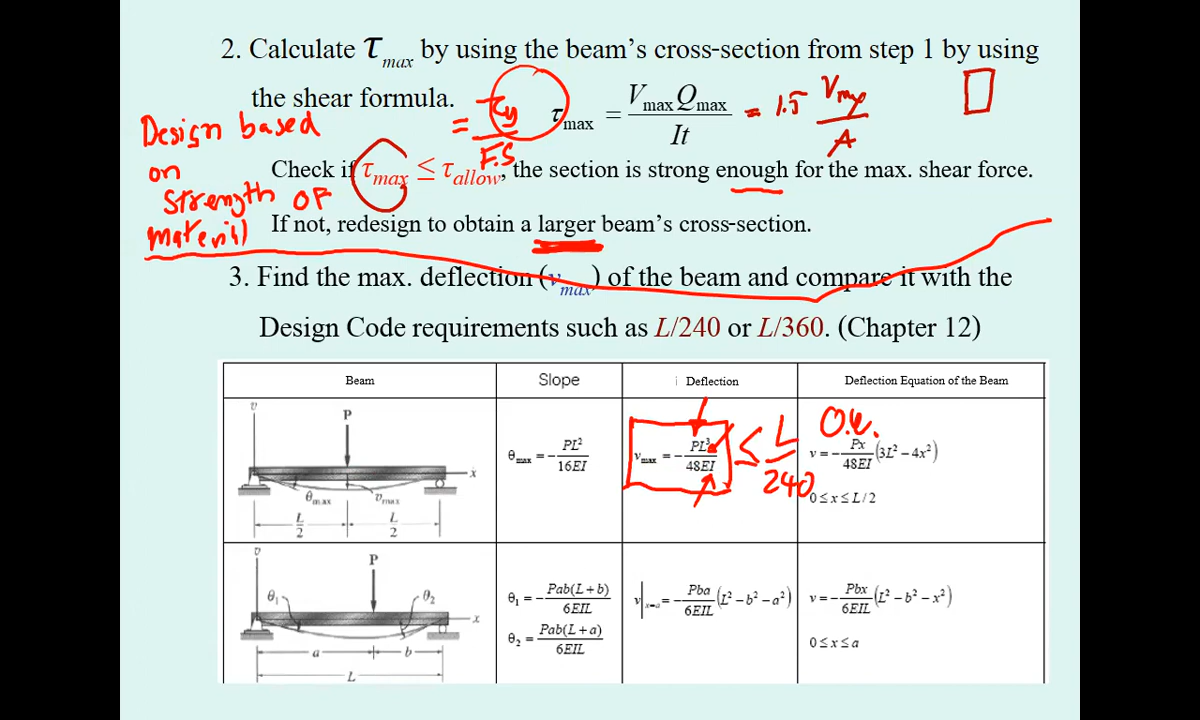 2. Calculate τmax by using the beam's cross-section from step 1 by using
the shear formula.
τmax = VmaxQmax / It = 1.5 Vmax / A
= τy / F.S
Design based
on
strength of
material
Check if τmax ≤ τallow, the section is strong enough for the max. shear force.
If not, redesign to obtain a larger beam's cross-section.
3. Find the max. deflection (vmax) of the beam and compare it with the
Design Code requirements such as L/240 or L/360. (Chapter 12)
Beam Slope Deflection Deflection Equation of the Beam
υ P x θmax υmax L/2 L/2
θmax = -PL²/16EI
vmax = -PL³/48EI ≤ L/240
O.K.
v = -Px/48EI (3L² - 4x²)
0 ≤ x ≤ L/2
υ P θ1 θ2 x a b L
θ1 = -Pab(L+b)/6EIL
θ2 = Pab(L+a)/6EIL
v|x=a = -Pba/6EIL (L² - b² - a²)
v = -Pbx/6EIL (L² - b² - x²)
0 ≤ x ≤ a